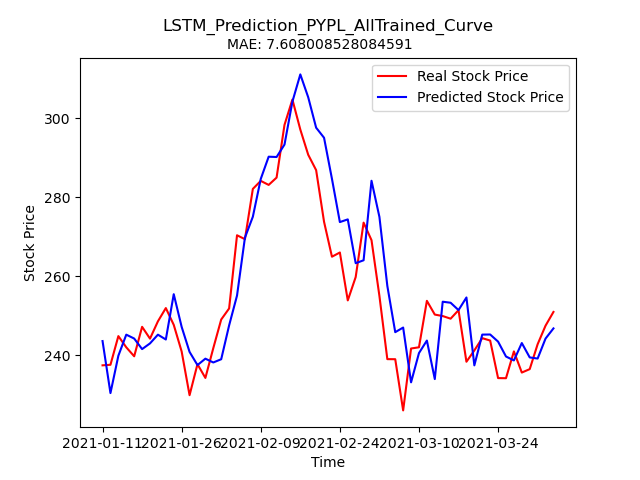 LSTM_Prediction_PYPL_AllTrained_Curve
MAE: 7.608008528084591
Real Stock Price
Predicted Stock Price
Stock Price
300
280
260
240
2021-01-11 2021-01-26 2021-02-09 2021-02-24 2021-03-10 2021-03-24
Time